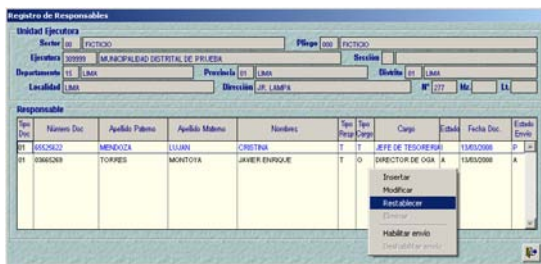 Registro de Responsables
Unidad Ejecutora
Sector 00 FICTICIO Pliego 000 FICTICIO
Ejecutora 309999 MUNICIPALIDAD DISTRITAL DE PRUEBA Sección
Departamento 15 LIMA Provincia 01 LIMA Distrito 01 LIMA
Localidad LIMA Dirección JR. LAMPA N° 277 Mz. Lt.
Responsable
Tipo Doc Número Doc Apellido Paterno Apellido Materno Nombres Tipo Resp Tipo Cargo Cargo Estado Fecha Doc. Estado Envío
01 65525622 MENDOZA LUJAN CRISTINA T T JEFE DE TESORERIA 13/03/2008 P
01 03665269 TORRES MONTOYA JAVIER ENRIQUE T O DIRECTOR DE OGA A 13/03/2008 A
Insertar
Modificar
Restablecer
Eliminar
Habilitar envío
Deshabilitar envío